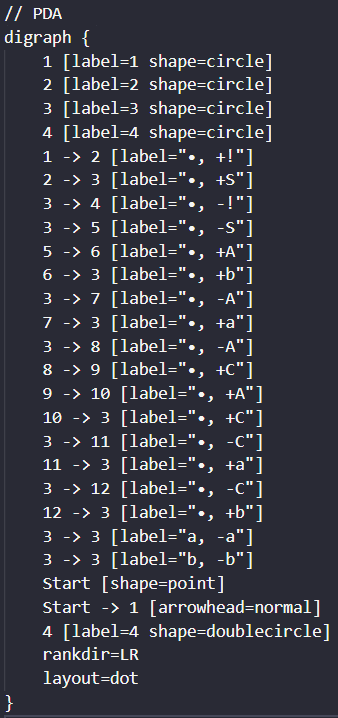 // PDA
digraph {
    1 [label=1 shape=circle]
    2 [label=2 shape=circle]
    3 [label=3 shape=circle]
    4 [label=4 shape=circle]
    1 -> 2 [label="•, +!"]
    2 -> 3 [label="•, +S"]
    3 -> 4 [label="•, -!"]
    3 -> 5 [label="•, -S"]
    5 -> 6 [label="•, +A"]
    6 -> 3 [label="•, +b"]
    3 -> 7 [label="•, -A"]
    7 -> 3 [label="•, +a"]
    3 -> 8 [label="•, -A"]
    8 -> 9 [label="•, +C"]
    9 -> 10 [label="•, +A"]
    10 -> 3 [label="•, +C"]
    3 -> 11 [label="•, -C"]
    11 -> 3 [label="•, +a"]
    3 -> 12 [label="•, -C"]
    12 -> 3 [label="•, +b"]
    3 -> 3 [label="a, -a"]
    3 -> 3 [label="b, -b"]
    Start [shape=point]
    Start -> 1 [arrowhead=normal]
    4 [label=4 shape=doublecircle]
    rankdir=LR
    layout=dot
}